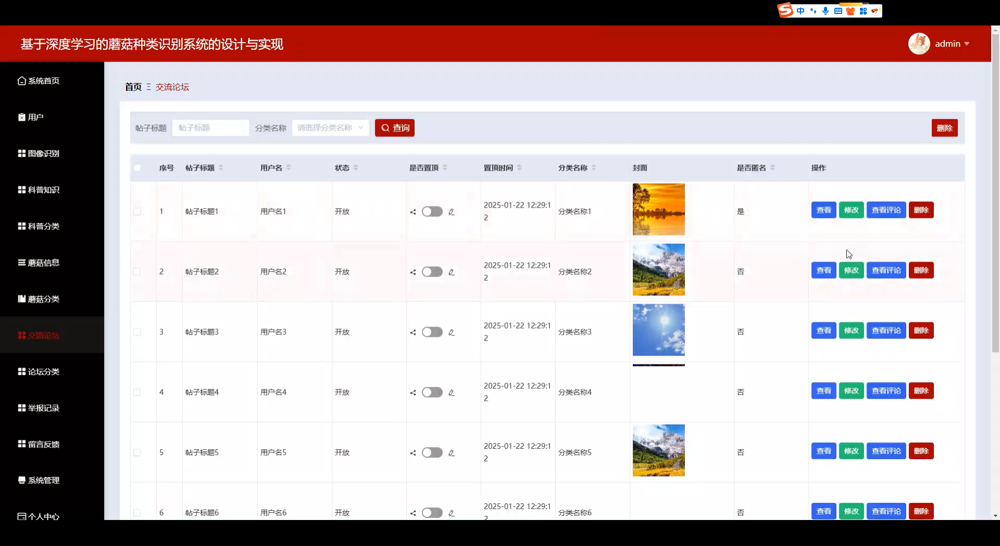 中
基于深度学习的蘑菇种类识别系统的设计与实现
admin
系统首页
用户
图像识别
科普知识
科普分类
蘑菇信息
蘑菇分类
交流论坛
论坛分类
举报记录
留言反馈
系统管理
个人中心
首页 Ξ 交流论坛
帖子标题 帖子标题 分类名称 请选择分类名称 查询 删除
序号 帖子标题 用户名 状态 是否置顶 置顶时间 分类名称 封面 是否匿名 操作
1 帖子标题1 用户名1 开放 2025-01-22 12:29:1
2 分类名称1 是 查看 修改 查看评论 删除
2 帖子标题2 用户名2 开放 2025-01-22 12:29:1
2 分类名称2 否 查看 修改 查看评论 删除
3 帖子标题3 用户名3 开放 2025-01-22 12:29:1
2 分类名称3 否 查看 修改 查看评论 删除
4 帖子标题4 用户名4 开放 2025-01-22 12:29:1
2 分类名称4 否 查看 修改 查看评论 删除
5 帖子标题5 用户名5 开放 2025-01-22 12:29:1
2 分类名称5 否 查看 修改 查看评论 删除
6 帖子标题6 用户名6 开放 2025-01-22 12:29:1
2 分类名称6 否 查看 修改 查看评论 删除